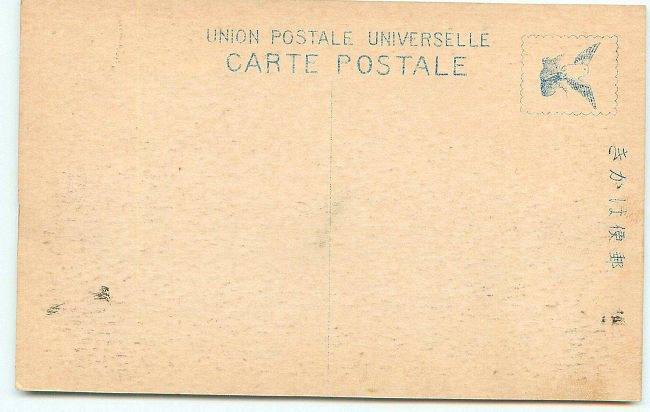 UNION POSTALE UNIVERSELLE
CARTE POSTALE
郵便はかき